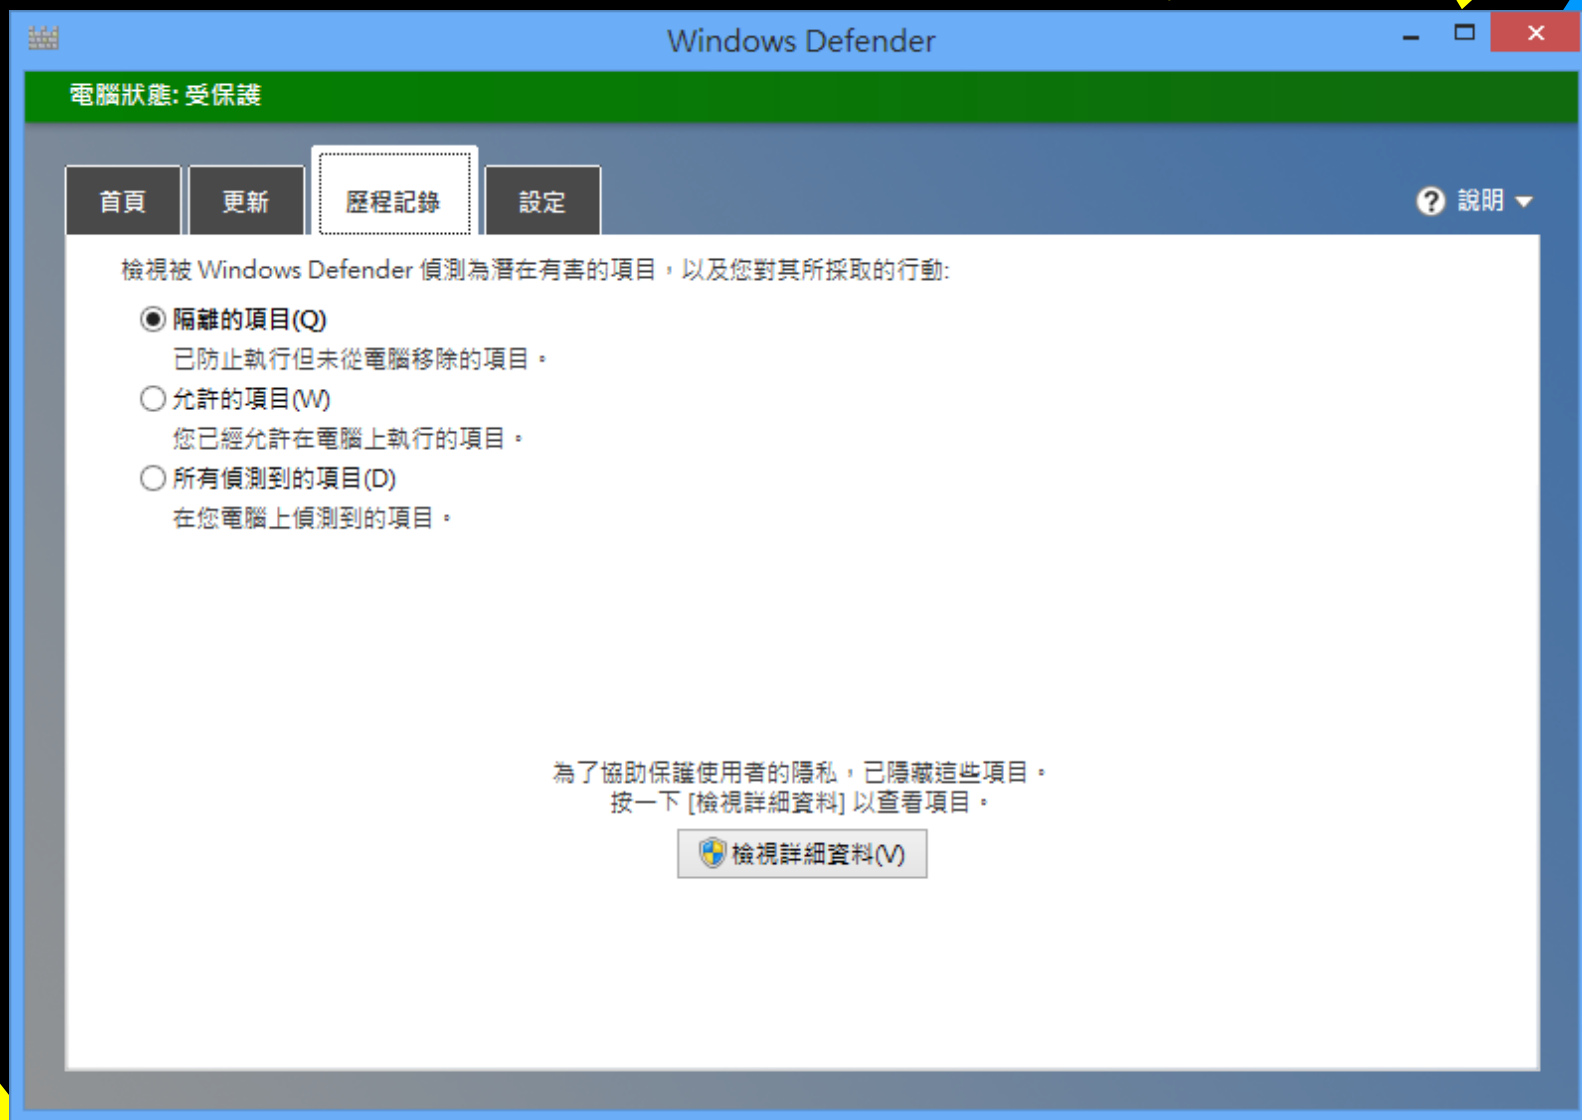 Windows Defender
電腦狀態: 受保護
首頁 更新 歷程記錄 設定 ? 說明
檢視被 Windows Defender 偵測為潛在有害的項目，以及您對其所採取的行動:
隔離的項目(Q)
已防止執行但未從電腦移除的項目。
允許的項目(W)
您已經允許在電腦上執行的項目。
所有偵測到的項目(D)
在您電腦上偵測到的項目。
為了協助保護使用者的隱私，已隱藏這些項目。
按一下 [檢視詳細資料] 以查看項目。
檢視詳細資料(V)